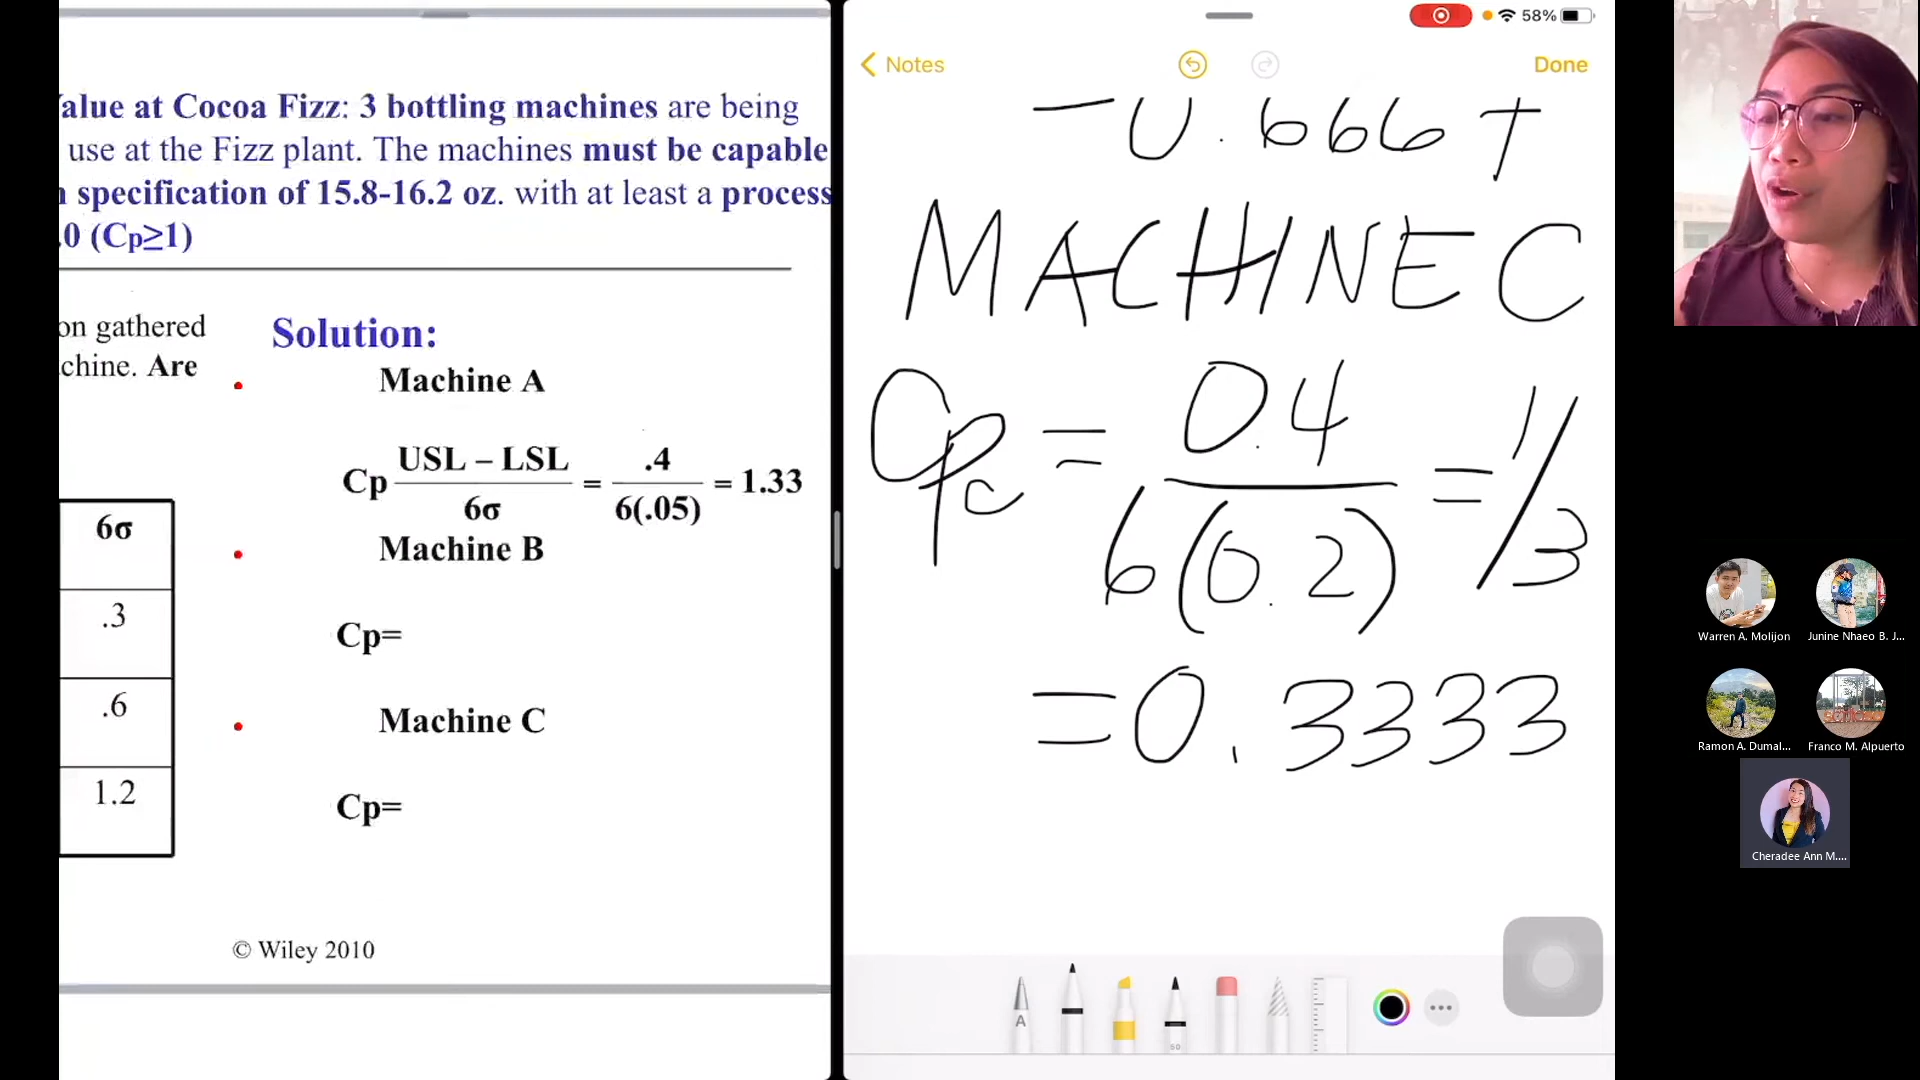 alue at Cocoa Fizz: 3 bottling machines are being
use at the Fizz plant. The machines must be capable
specification of 15.8-16.2 oz. with at least a process
.0 (Cp≥1)
on gathered
chine. Are
Solution:
• Machine A
Cp USL – LSL / 6σ = .4 / 6(.05) = 1.33
• Machine B
Cp=
• Machine C
Cp=
6σ
.3
.6
1.2
© Wiley 2010
58%
Notes
Done
MACHINE C
Cpc = 0.4 / 6(0.2) = 1/3
= 0.3333
A
50
Warren A. Molijon
Junine Nhaeo B. J...
Ramon A. Dumal...
Franco M. Alpuerto
Cheradee Ann M....